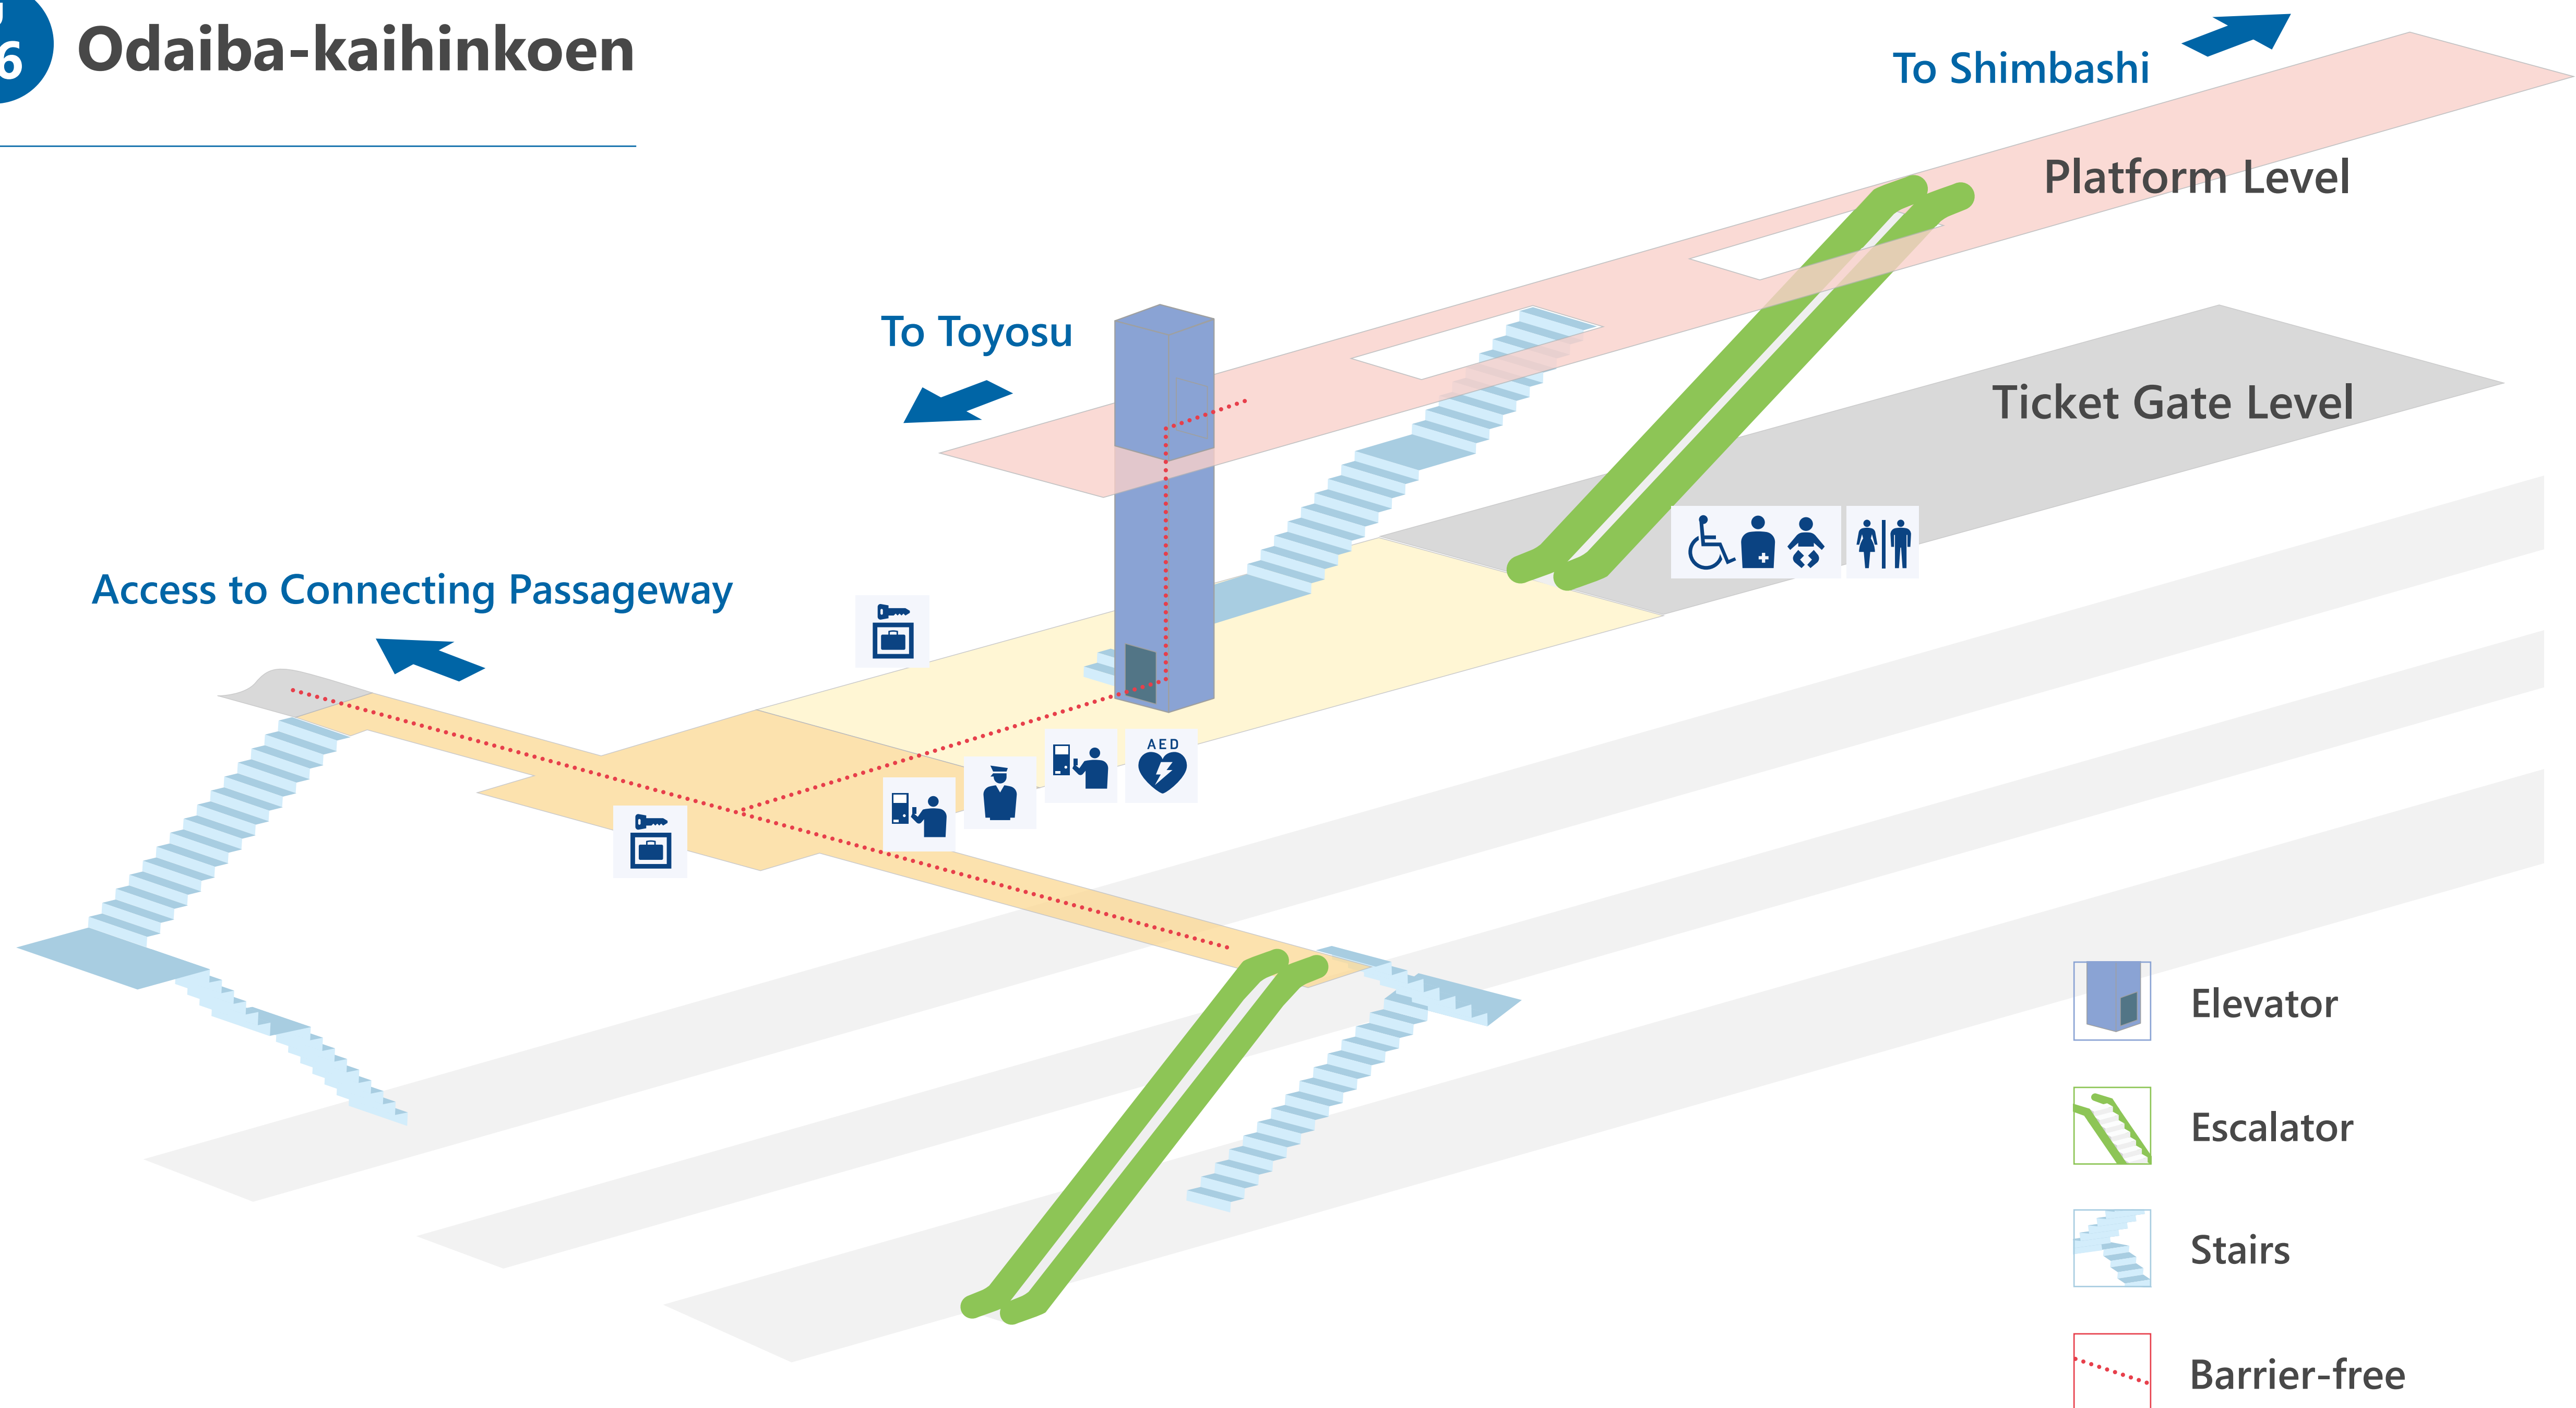 6
Odaiba-kaihinkoen
To Shimbashi
Platform Level
To Toyosu
Ticket Gate Level
Access to Connecting Passageway
AED
Elevator
Escalator
Stairs
Barrier-free